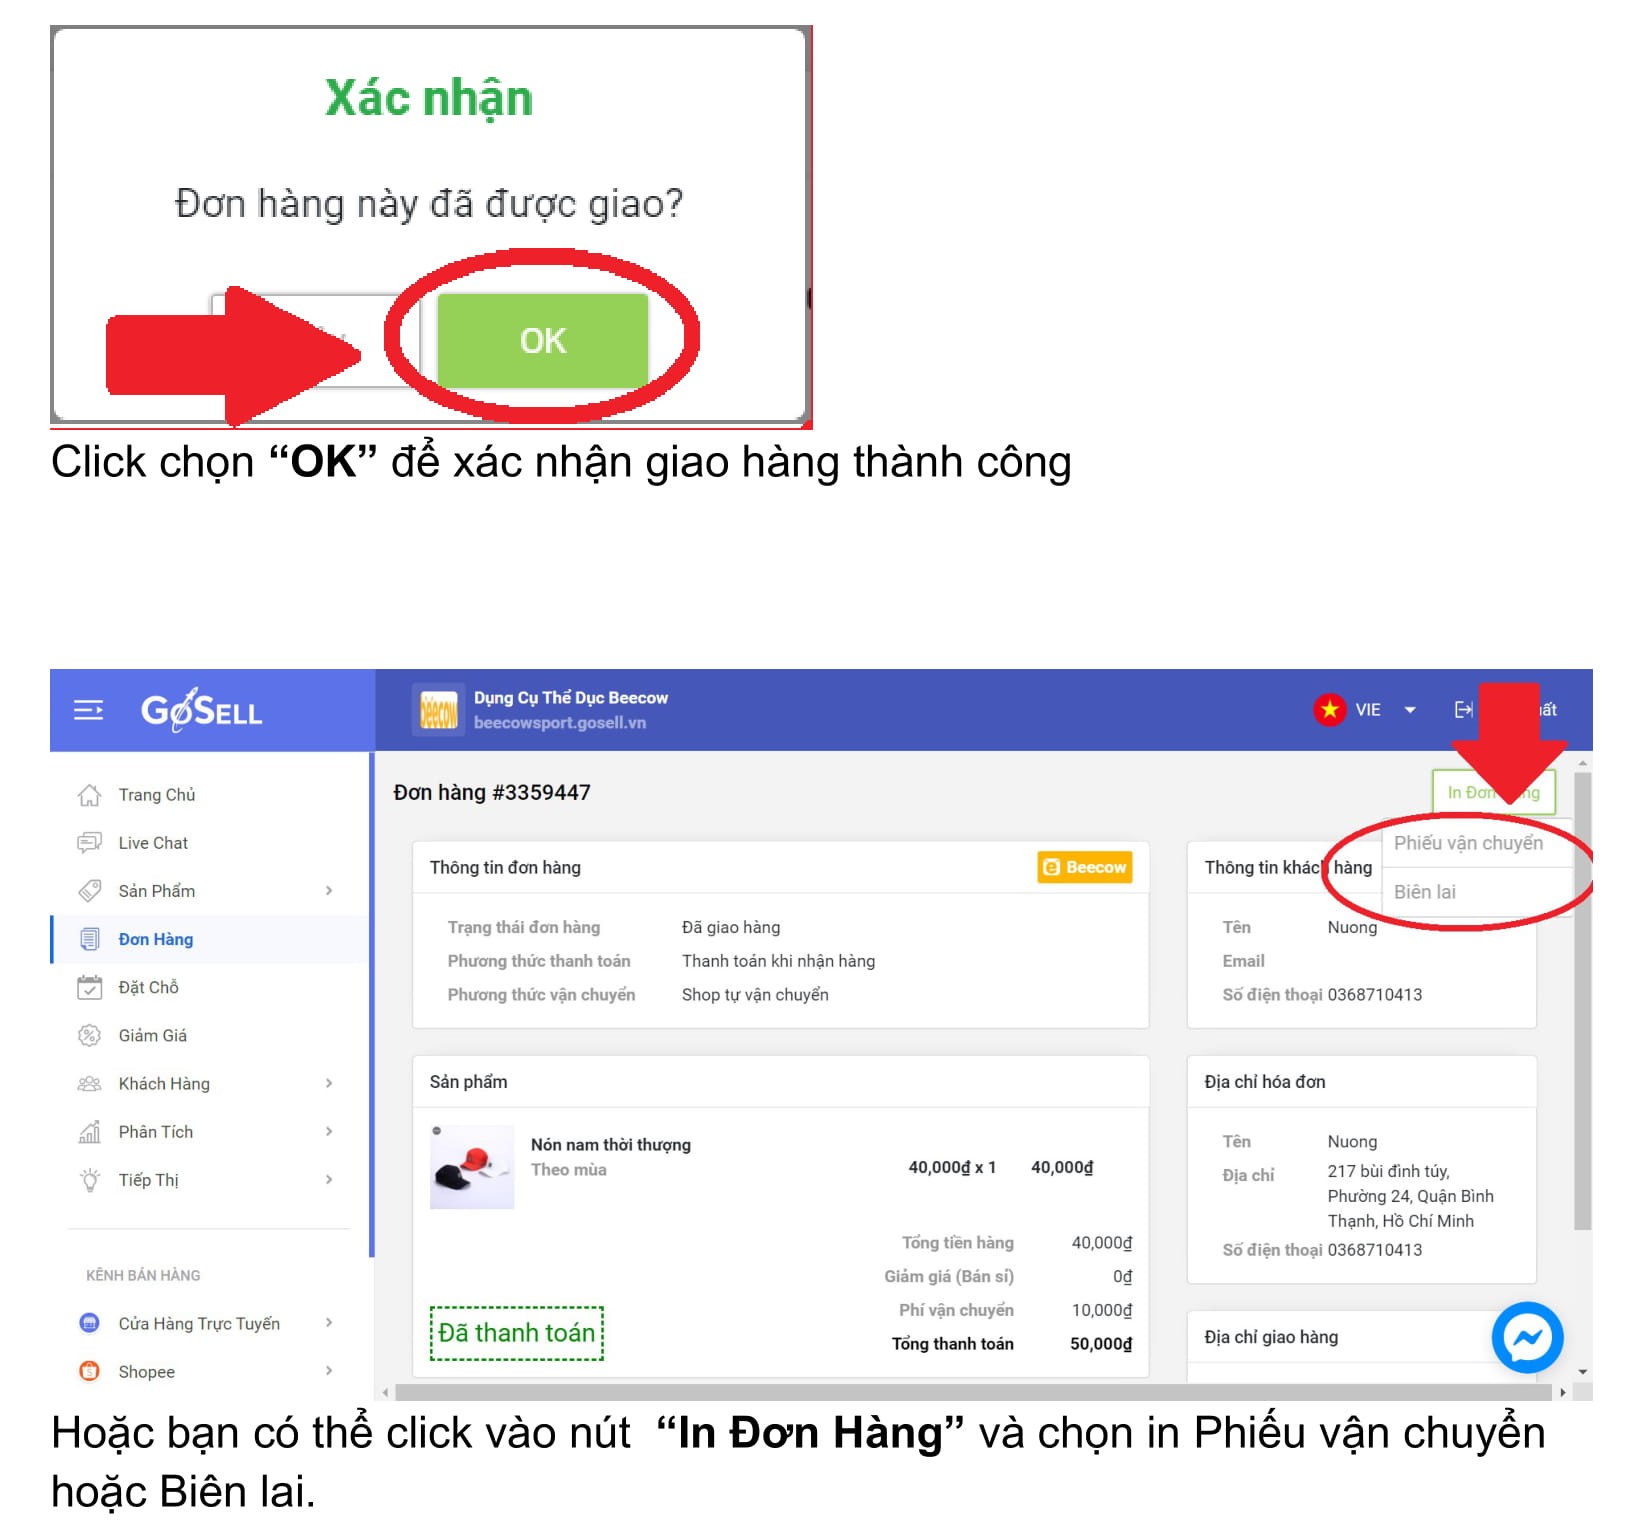 Xác nhận
Đơn hàng này đã được giao?
OK
Click chọn “OK” để xác nhận giao hàng thành công
GoSELL
Dụng Cụ Thể Dục Beecow
beecowsport.gosell.vn
beecow
VIE
Trang Chủ
Live Chat
Sản Phẩm
Đơn Hàng
Đặt Chỗ
Giảm Giá
Khách Hàng
Phân Tích
Tiếp Thị
KÊNH BÁN HÀNG
Cửa Hàng Trực Tuyến
Shopee
Đơn hàng #3359447
In Đơn
Phiếu vận chuyển
Biên lai
Thông tin đơn hàng
Beecow
Trạng thái đơn hàng Đã giao hàng
Phương thức thanh toán Thanh toán khi nhận hàng
Phương thức vận chuyển Shop tự vận chuyển
Thông tin khách hàng
Tên Nuong
Email
Số điện thoại 0368710413
Sản phẩm
Nón nam thời thượng
Theo mùa
40,000₫ x 1 40,000₫
Tổng tiền hàng 40,000₫
Giảm giá (Bán sỉ) 0₫
Phí vận chuyển 10,000₫
Tổng thanh toán 50,000₫
Đã thanh toán
Địa chỉ hóa đơn
Tên Nuong
Địa chỉ 217 bùi đình túy,
Phường 24, Quận Bình
Thạnh, Hồ Chí Minh
Số điện thoại 0368710413
Địa chỉ giao hàng
Hoặc bạn có thể click vào nút “In Đơn Hàng” và chọn in Phiếu vận chuyển
hoặc Biên lai.